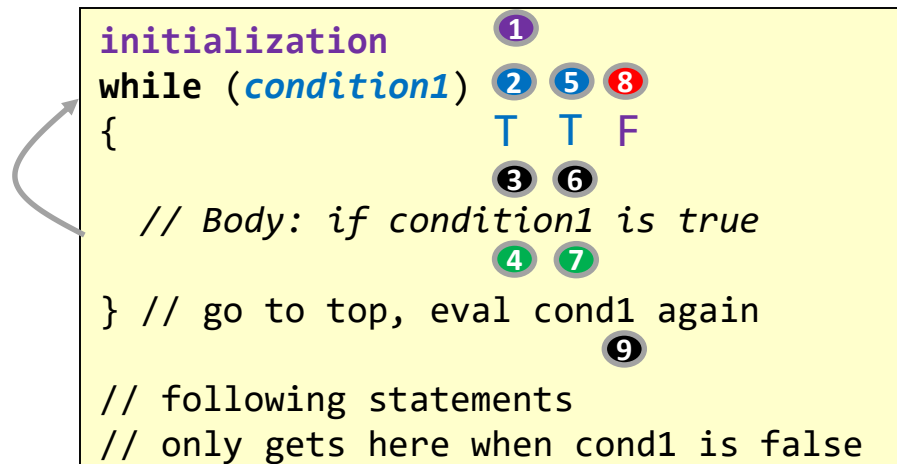 initialization 1
while (condition1) 2 5 8
{ T T F
3 6
// Body: if condition1 is true
4 7
} // go to top, eval cond1 again
9
// following statements
// only gets here when cond1 is false